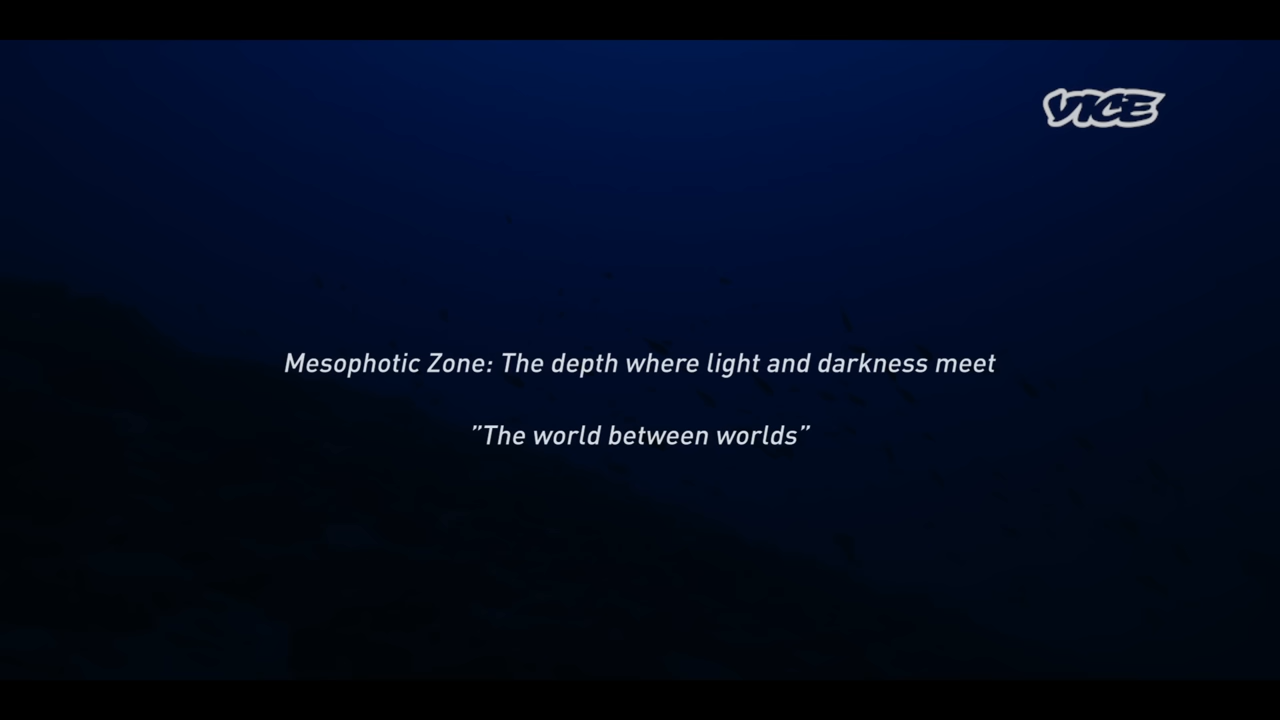 VICE
Mesophotic Zone: The depth where light and darkness meet
”The world between worlds”